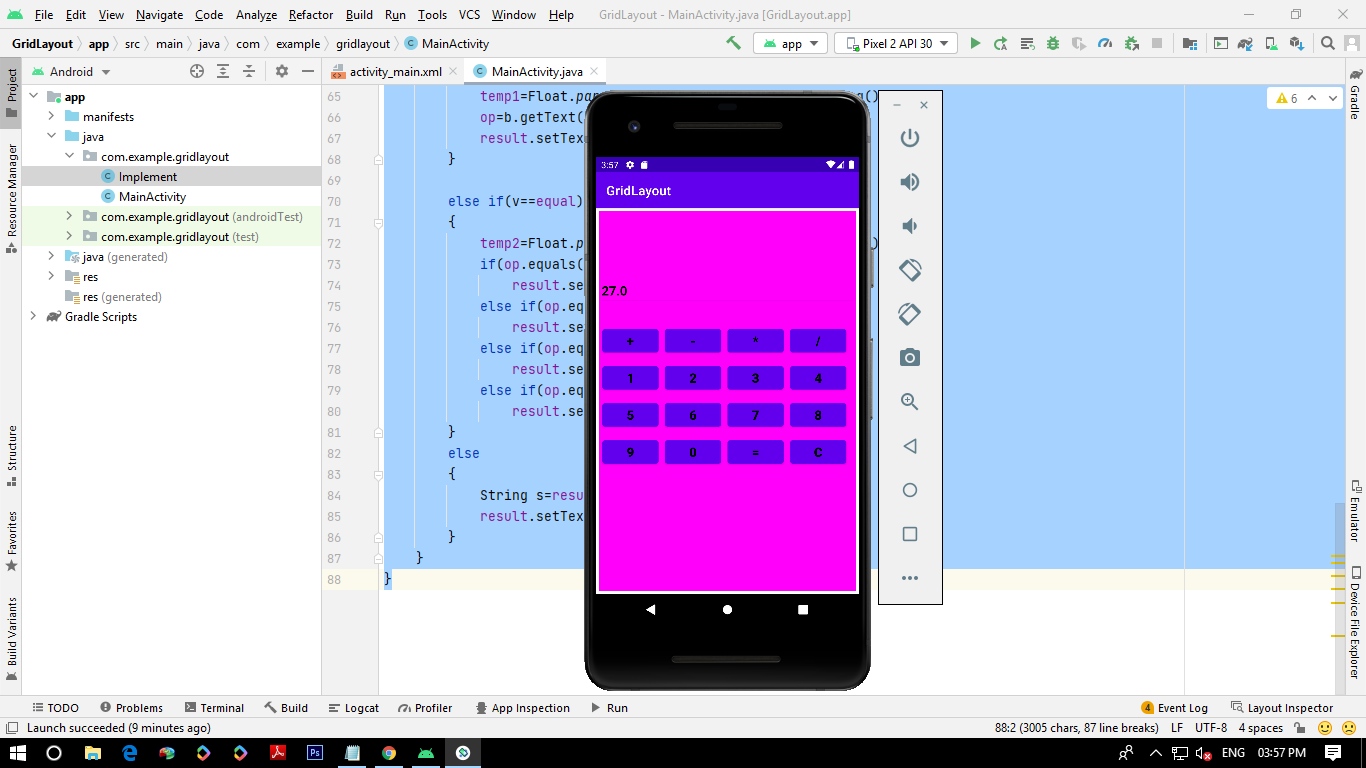 File Edit View Navigate Code Analyze Refactor Build Run Tools VCS Window Help GridLayout - MainActivity.java [GridLayout.app]
GridLayout app src main java com example gridlayout MainActivity app Pixel 2 API 30
Project
Resource Manager
Structure
Favorites
Build Variants
Android
app
manifests
java
com.example.gridlayout
Implement
MainActivity
com.example.gridlayout (androidTest)
com.example.gridlayout (test)
java (generated)
res
res (generated)
Gradle Scripts
activity_main.xml MainActivity.java
6
65 temp1=Float.par
66 op=b.getText(
67 result.setTex
68 }
69
70 else if(v==equal)
71 {
72 temp2=Float.p
73 if(op.equals(
74 result.se
75 else if(op.eq
76 result.se
77 else if(op.eq
78 result.se
79 else if(op.eq
80 result.se
81 }
82 else
83 {
84 String s=resu
85 result.setTex
86 }
87 }
88 }
3:57
GridLayout
27.0
+ - * /
1 2 3 4
5 6 7 8
9 0 = C
Gradle
Emulator
Device File Explorer
TODO Problems Terminal Build Logcat Profiler App Inspection Run 4 Event Log Layout Inspector
Launch succeeded (9 minutes ago) 88:2 (3005 chars, 87 line breaks) LF UTF-8 4 spaces
Ps ENG 03:57 PM